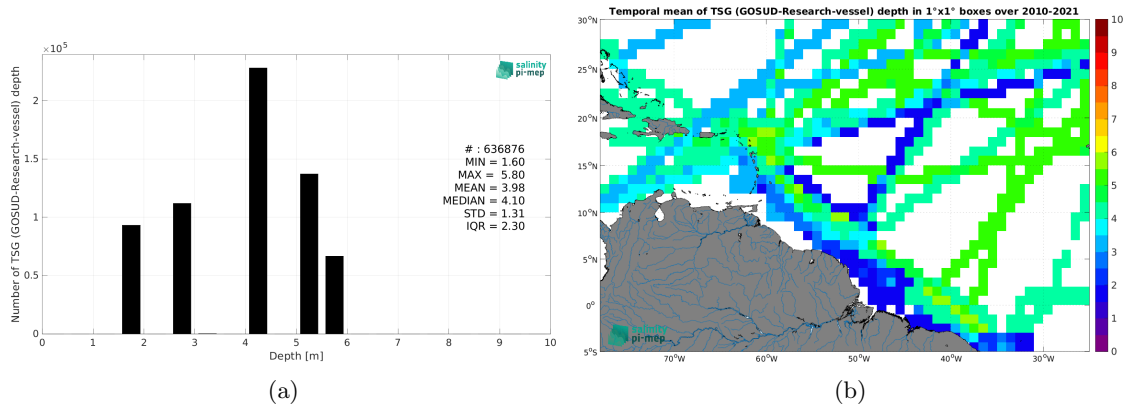 ×10⁵
2
1.5
1
0.5
0
0 1 2 3 4 5 6 7 8 9 10
Number of TSG (GOSUD-Research-vessel) depth
Depth [m]
salinity
pi-mep
# : 636876
MIN = 1.60
MAX = 5.80
MEAN = 3.98
MEDIAN = 4.10
STD = 1.31
IQR = 2.30
(a)
Temporal mean of TSG (GOSUD-Research-vessel) depth in 1°x1° boxes over 2010-2021
30°N
25°N
20°N
15°N
10°N
5°N
0°
5°S
70°W 60°W 50°W 40°W 30°W
salinity
pi-mep
10
9
8
7
6
5
4
3
2
1
0
(b)